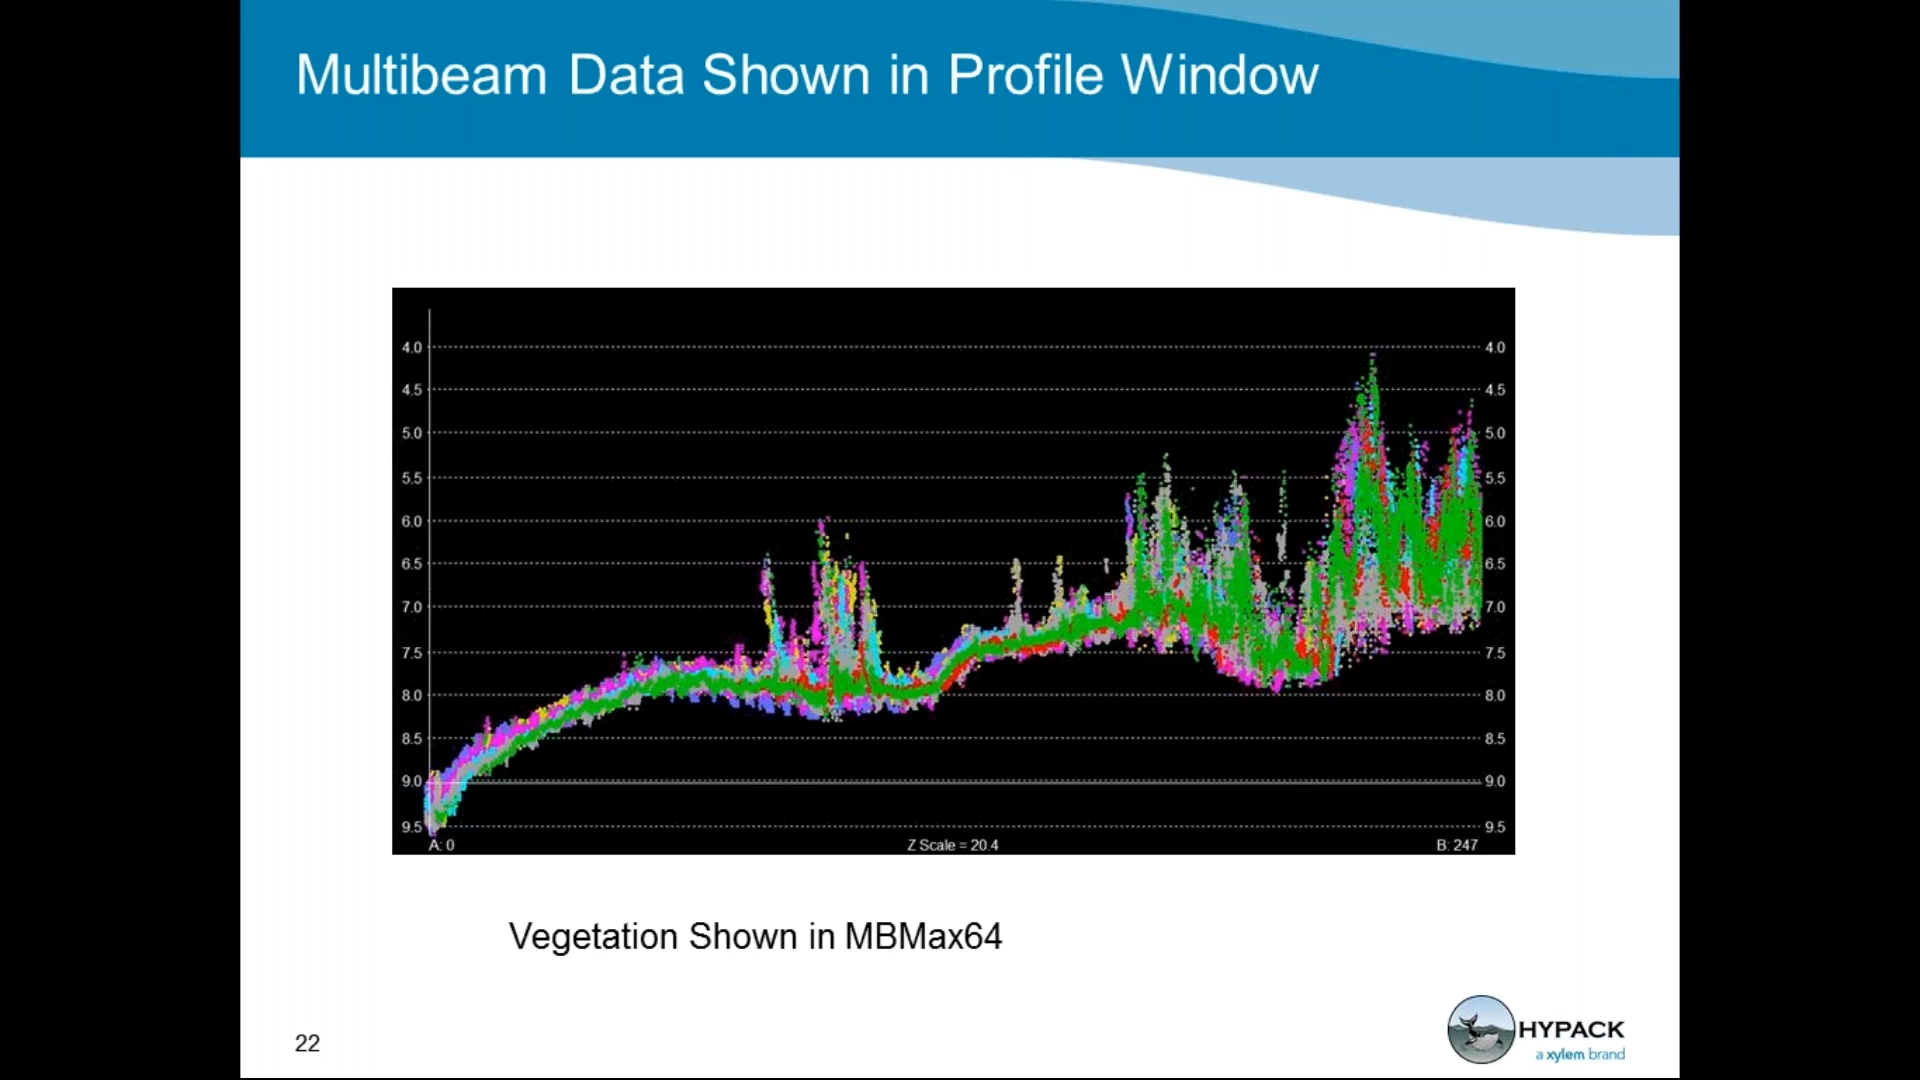 Multibeam Data Shown in Profile Window
4.0 4.0
4.5 4.5
5.0 5.0
5.5 5.5
6.0 6.0
6.5 6.5
7.0 7.0
7.5 7.5
8.0 8.0
8.5 8.5
9.0 9.0
9.5 9.5
A: 0 Z Scale = 20.4 B: 247
Vegetation Shown in MBMax64
22
HYPACK
a xylem brand